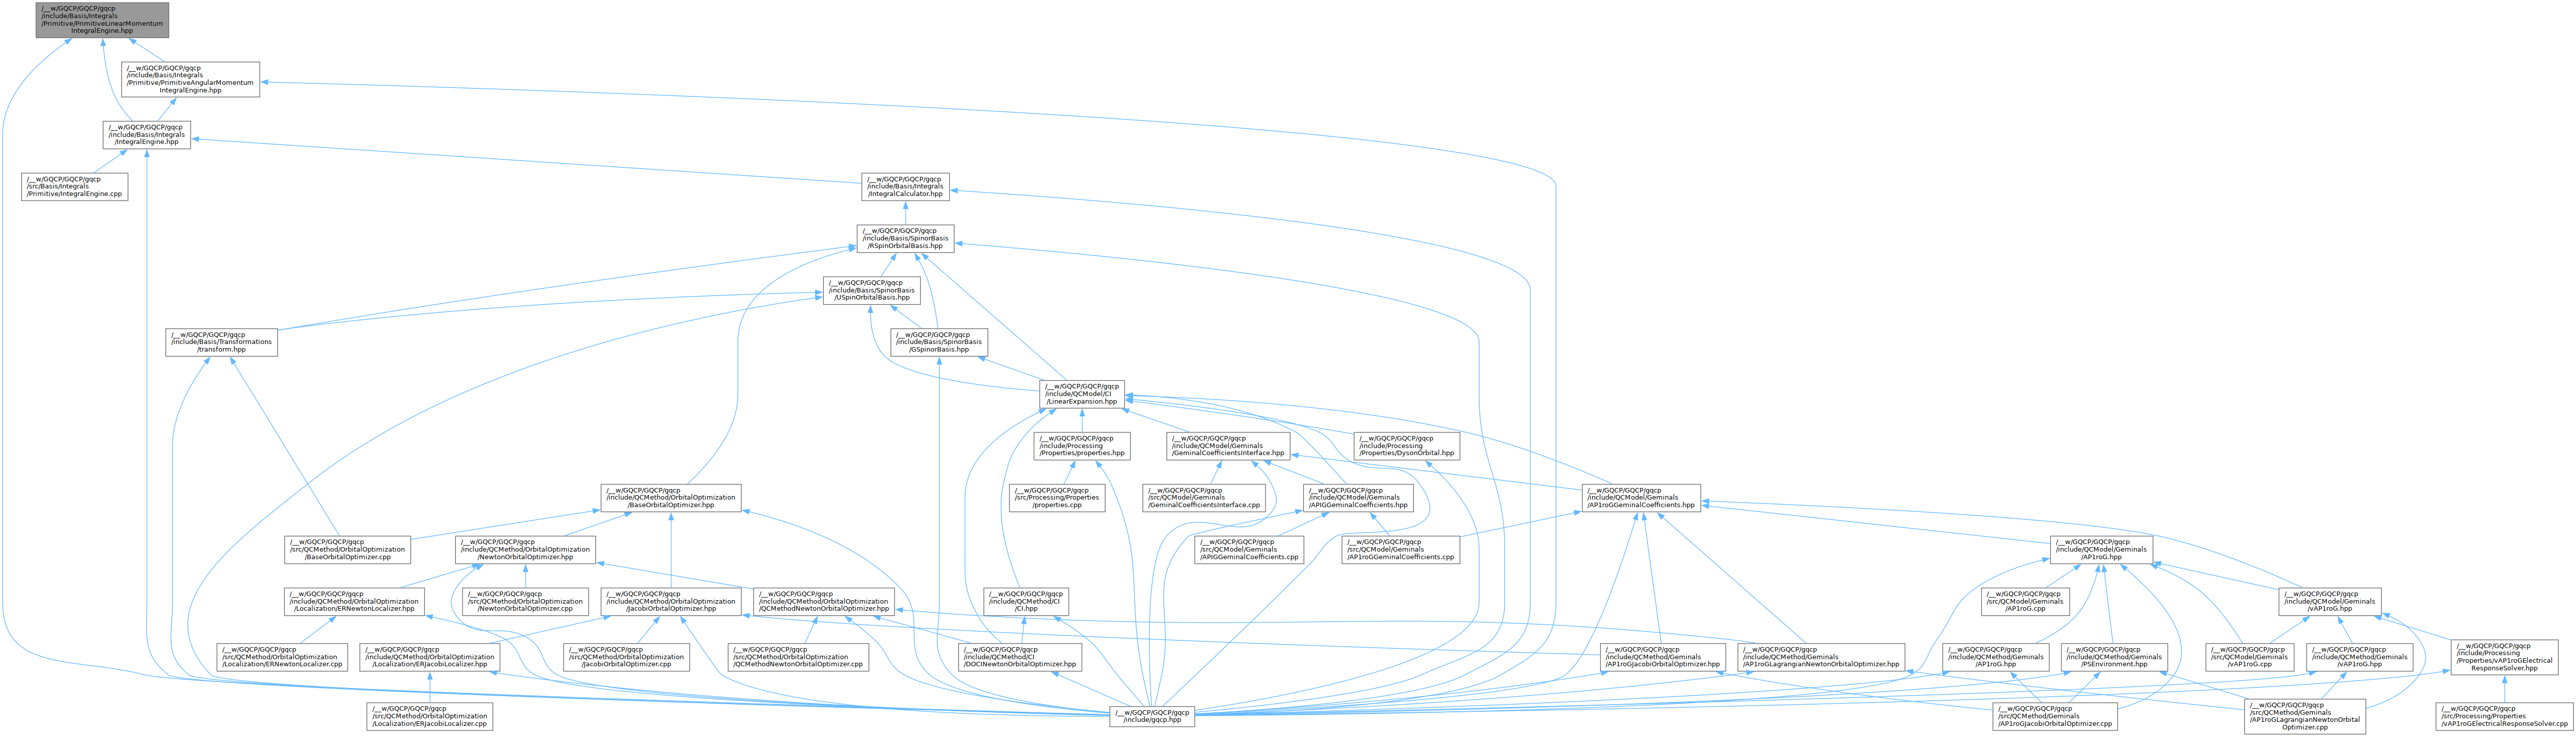 /__w/GQCP/GQCP/gqcp
/include/Basis/Integrals
/Primitive/PrimitiveLinearMomentum
IntegralEngine.hpp
/__w/GQCP/GQCP/gqcp
/include/Basis/Integrals
/Primitive/PrimitiveAngularMomentum
IntegralEngine.hpp
/__w/GQCP/GQCP/gqcp
/include/Basis/Integrals
/IntegralEngine.hpp
/__w/GQCP/GQCP/gqcp
/src/Basis/Integrals
/Primitive/IntegralEngine.cpp
/__w/GQCP/GQCP/gqcp
/include/Basis/Integrals
/IntegralCalculator.hpp
/__w/GQCP/GQCP/gqcp
/include/Basis/SpinorBasis
/RSpinOrbitalBasis.hpp
/__w/GQCP/GQCP/gqcp
/include/Basis/SpinorBasis
/USpinOrbitalBasis.hpp
/__w/GQCP/GQCP/gqcp
/include/Basis/Transformations
/transform.hpp
/__w/GQCP/GQCP/gqcp
/include/Basis/SpinorBasis
/GSpinorBasis.hpp
/__w/GQCP/GQCP/gqcp
/include/QCModel/CI
/LinearExpansion.hpp
/__w/GQCP/GQCP/gqcp
/include/Processing
/Properties/properties.hpp
/__w/GQCP/GQCP/gqcp
/include/QCModel/Geminals
/GeminalCoefficientsInterface.hpp
/__w/GQCP/GQCP/gqcp
/include/Processing
/Properties/DysonOrbital.hpp
/__w/GQCP/GQCP/gqcp
/include/QCMethod/OrbitalOptimization
/BaseOrbitalOptimizer.hpp
/__w/GQCP/GQCP/gqcp
/src/Processing/Properties
/properties.cpp
/__w/GQCP/GQCP/gqcp
/src/QCModel/Geminals
/GeminalCoefficientsInterface.cpp
/__w/GQCP/GQCP/gqcp
/include/QCModel/Geminals
/APIGGeminalCoefficients.hpp
/__w/GQCP/GQCP/gqcp
/include/QCModel/Geminals
/AP1roGGeminalCoefficients.hpp
/__w/GQCP/GQCP/gqcp
/src/QCMethod/OrbitalOptimization
/BaseOrbitalOptimizer.cpp
/__w/GQCP/GQCP/gqcp
/include/QCMethod/OrbitalOptimization
/NewtonOrbitalOptimizer.hpp
/__w/GQCP/GQCP/gqcp
/src/QCModel/Geminals
/APIGGeminalCoefficients.cpp
/__w/GQCP/GQCP/gqcp
/src/QCModel/Geminals
/AP1roGGeminalCoefficients.cpp
/__w/GQCP/GQCP/gqcp
/include/QCModel/Geminals
/AP1roG.hpp
/__w/GQCP/GQCP/gqcp
/include/QCMethod/OrbitalOptimization
/Localization/ERNewtonLocalizer.hpp
/__w/GQCP/GQCP/gqcp
/src/QCMethod/OrbitalOptimization
/NewtonOrbitalOptimizer.cpp
/__w/GQCP/GQCP/gqcp
/include/QCMethod/OrbitalOptimization
/JacobiOrbitalOptimizer.hpp
/__w/GQCP/GQCP/gqcp
/include/QCMethod/OrbitalOptimization
/QCMethodNewtonOrbitalOptimizer.hpp
/__w/GQCP/GQCP/gqcp
/include/QCMethod/CI
/CI.hpp
/__w/GQCP/GQCP/gqcp
/src/QCModel/Geminals
/AP1roG.cpp
/__w/GQCP/GQCP/gqcp
/include/QCModel/Geminals
/vAP1roG.hpp
/__w/GQCP/GQCP/gqcp
/src/QCMethod/OrbitalOptimization
/Localization/ERNewtonLocalizer.cpp
/__w/GQCP/GQCP/gqcp
/include/QCMethod/OrbitalOptimization
/Localization/ERJacobiLocalizer.hpp
/__w/GQCP/GQCP/gqcp
/src/QCMethod/OrbitalOptimization
/JacobiOrbitalOptimizer.cpp
/__w/GQCP/GQCP/gqcp
/src/QCMethod/OrbitalOptimization
/QCMethodNewtonOrbitalOptimizer.cpp
/__w/GQCP/GQCP/gqcp
/include/QCMethod/CI
/DOCINewtonOrbitalOptimizer.hpp
/__w/GQCP/GQCP/gqcp
/include/QCMethod/Geminals
/AP1roGJacobiOrbitalOptimizer.hpp
/__w/GQCP/GQCP/gqcp
/include/QCMethod/Geminals
/AP1roGLagrangianNewtonOrbitalOptimizer.hpp
/__w/GQCP/GQCP/gqcp
/include/QCMethod/Geminals
/AP1roG.hpp
/__w/GQCP/GQCP/gqcp
/include/QCMethod/Geminals
/PSEnvironment.hpp
/__w/GQCP/GQCP/gqcp
/src/QCModel/Geminals
/vAP1roG.cpp
/__w/GQCP/GQCP/gqcp
/include/QCMethod/Geminals
/vAP1roG.hpp
/__w/GQCP/GQCP/gqcp
/include/Processing
/Properties/vAP1roGElectrical
ResponseSolver.hpp
/__w/GQCP/GQCP/gqcp
/src/QCMethod/OrbitalOptimization
/Localization/ERJacobiLocalizer.cpp
/__w/GQCP/GQCP/gqcp
/include/gqcp.hpp
/__w/GQCP/GQCP/gqcp
/src/QCMethod/Geminals
/AP1roGJacobiOrbitalOptimizer.cpp
/__w/GQCP/GQCP/gqcp
/src/QCMethod/Geminals
/AP1roGLagrangianNewtonOrbital
Optimizer.cpp
/__w/GQCP/GQCP/gqcp
/src/Processing/Properties
/vAP1roGElectricalResponseSolver.cpp